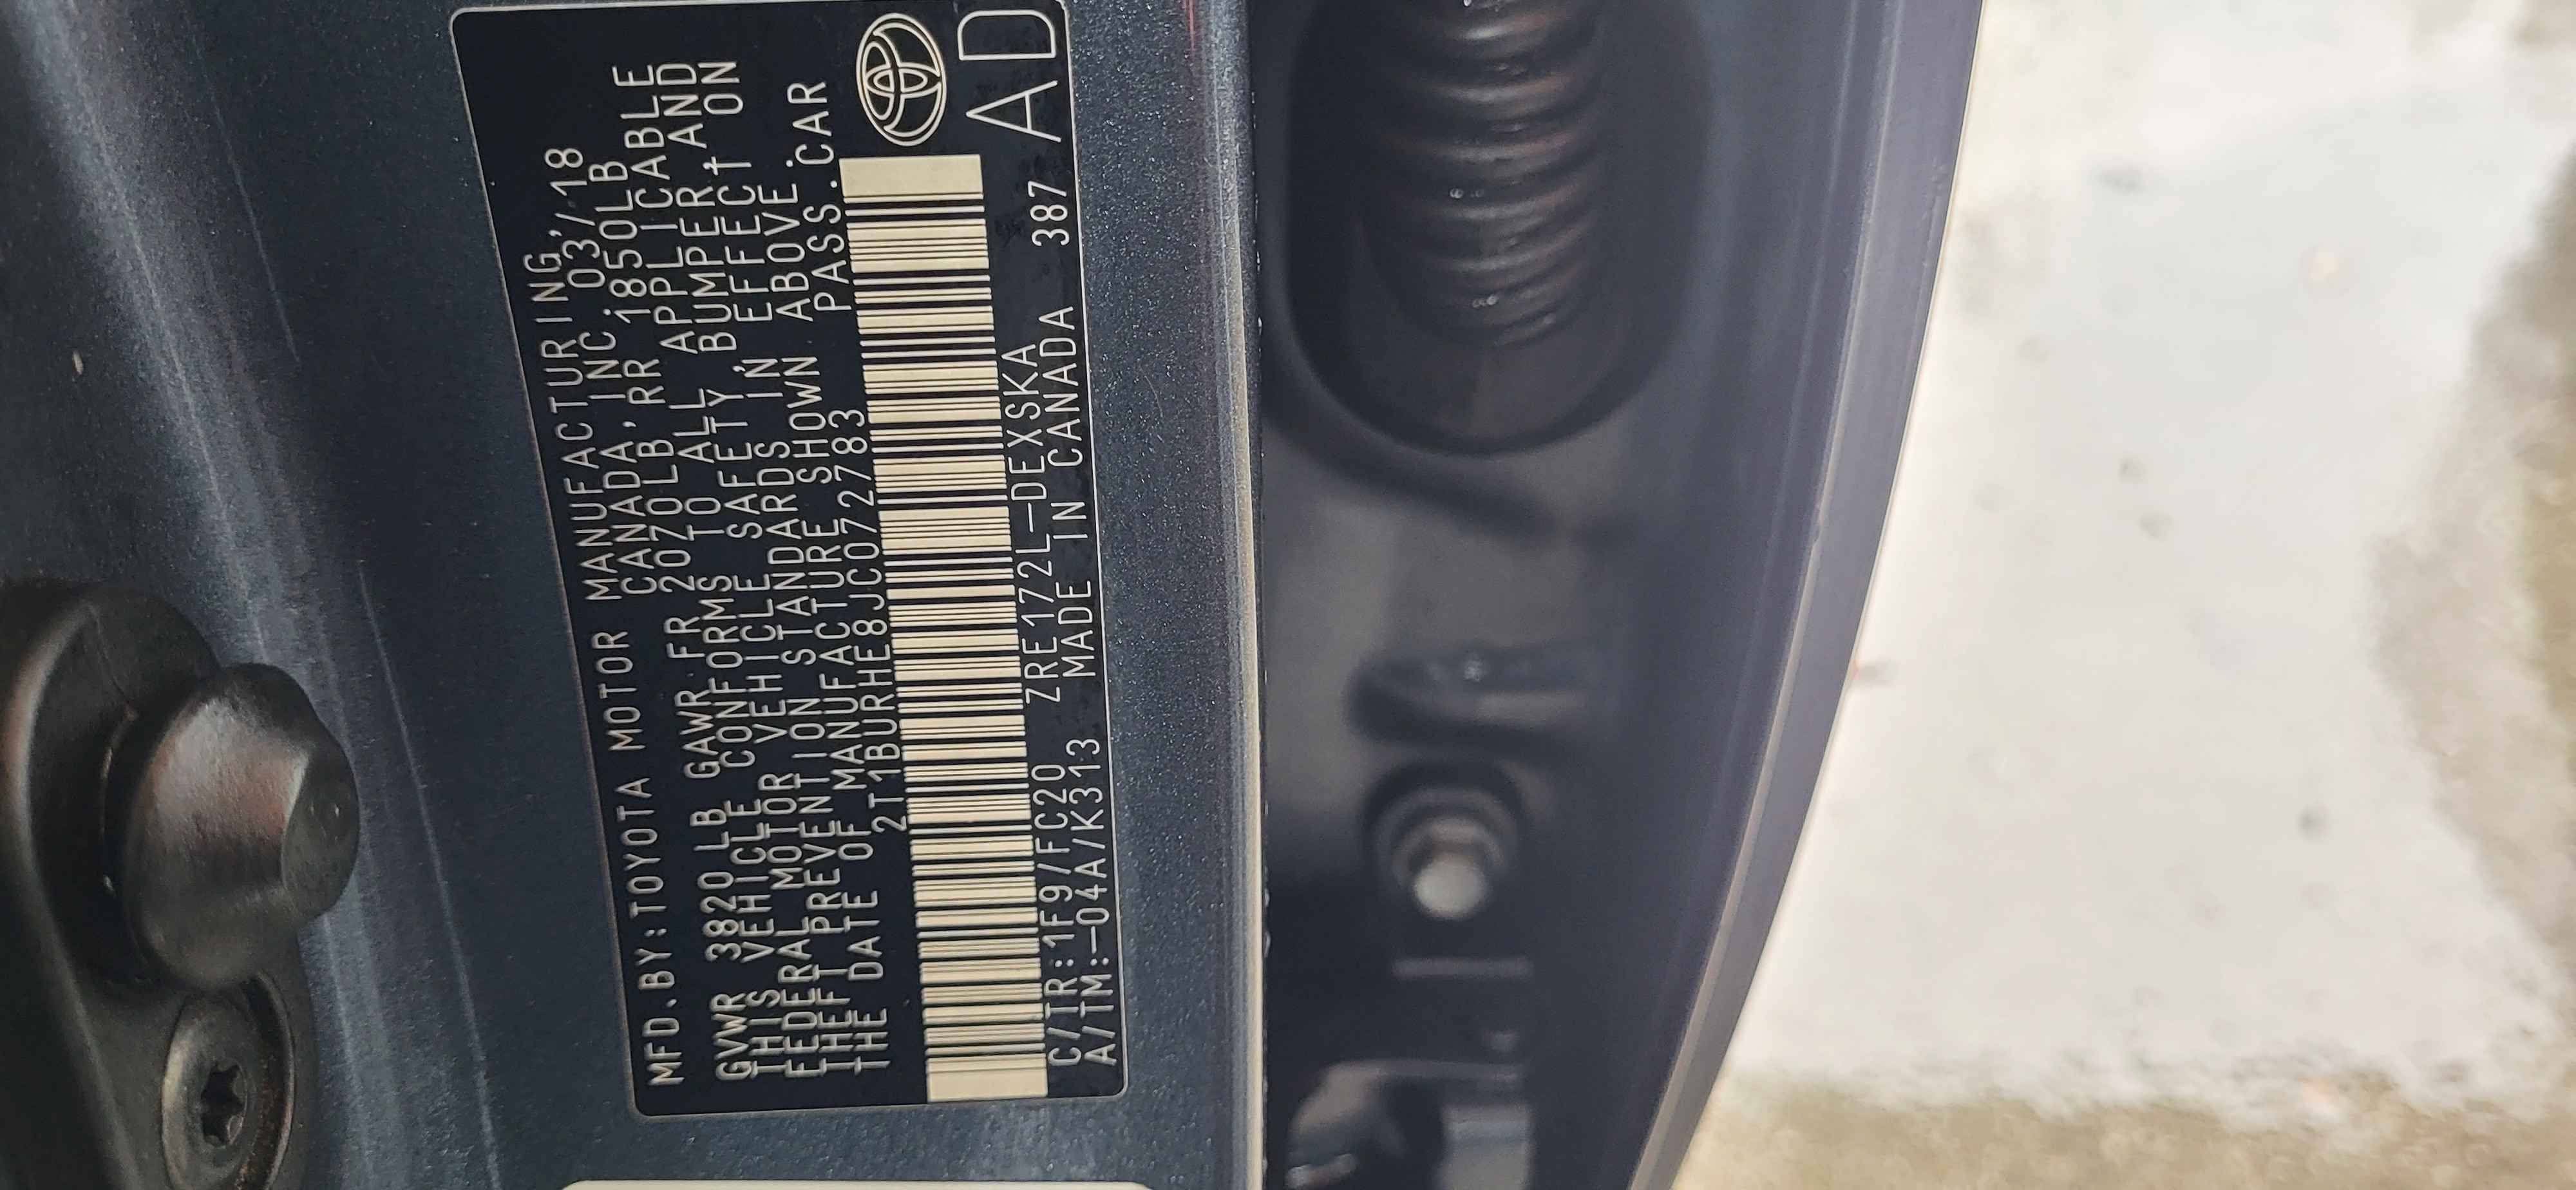 MFD.BY:TOYOTA MOTOR MANUFACTURING,
CANADA, INC. 03/18
GVWR 3820 LB GAWR FR 2070LB, RR 1850LB
THIS VEHICLE CONFORMS TO ALL APPLICABLE
FEDERAL MOTOR VEHICLE SAFETY, BUMPER, AND
THEFT PREVENTION STANDARDS IN EFFECT ON
THE DATE OF MANUFACTURE SHOWN ABOVE.
2T1BURHE8JC072783 PASS.CAR
C/TR:1F9/FC20 ZRE172L-DEXSKA
A/TM:-04A/K313 MADE IN CANADA 387 AD